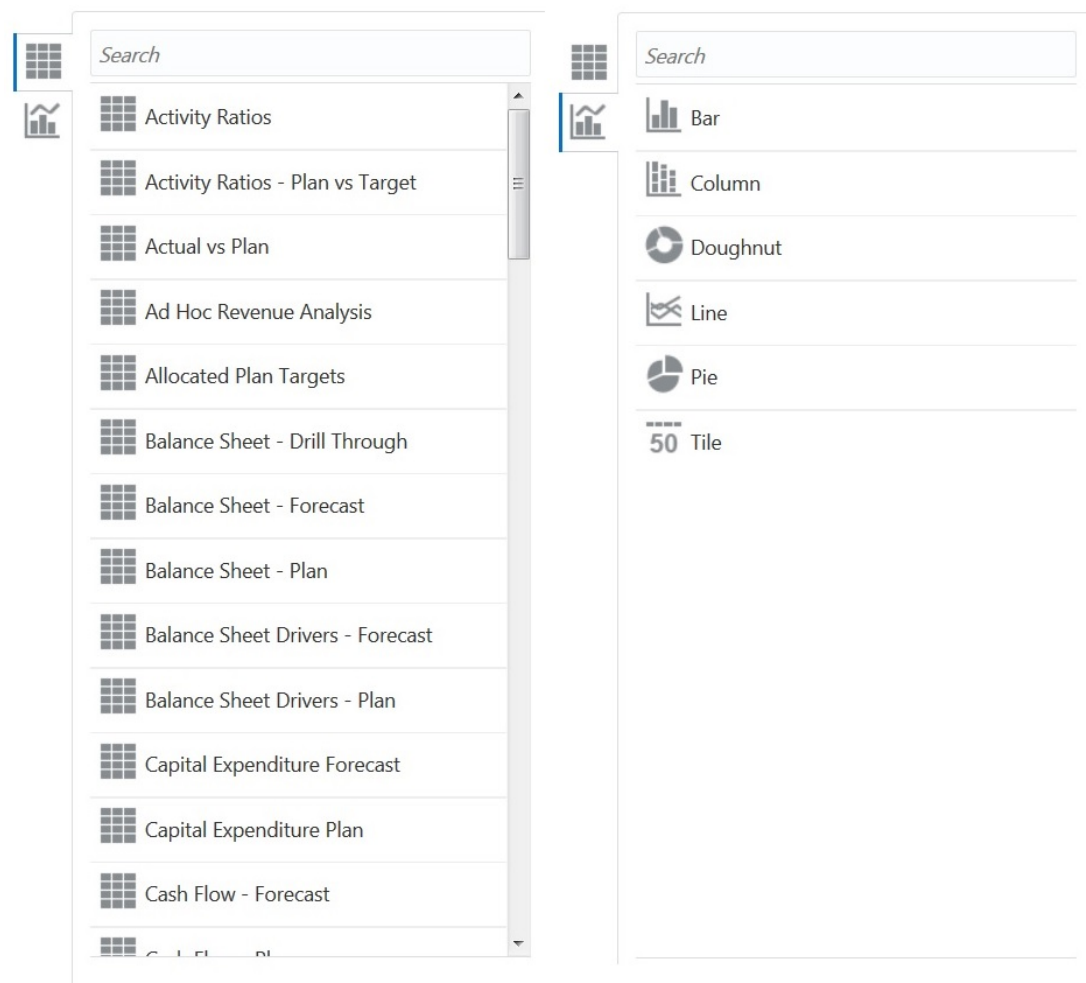 Search
Activity Ratios
Activity Ratios - Plan vs Target
Actual vs Plan
Ad Hoc Revenue Analysis
Allocated Plan Targets
Balance Sheet - Drill Through
Balance Sheet - Forecast
Balance Sheet - Plan
Balance Sheet Drivers - Forecast
Balance Sheet Drivers - Plan
Capital Expenditure Forecast
Capital Expenditure Plan
Cash Flow - Forecast
Search
Bar
Column
Doughnut
Line
Pie
50 Tile